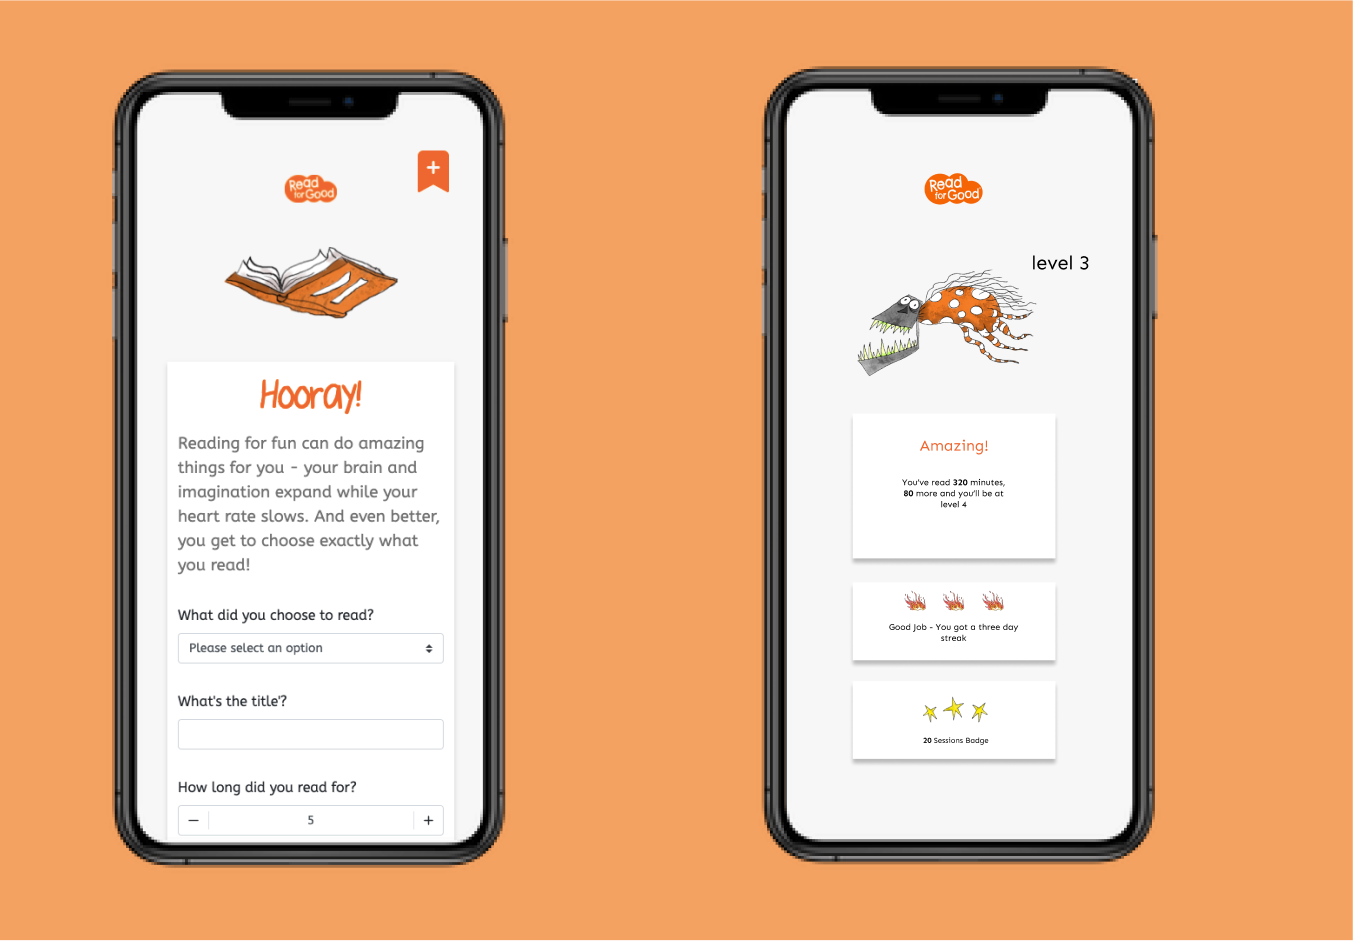 Read
for Good
+
Hooray!
Reading for fun can do amazing
things for you - your brain and
imagination expand while your
heart rate slows. And even better,
you get to choose exactly what
you read!
What did you choose to read?
Please select an option
What's the title'?
How long did you read for?
− 5 +
Read
for Good
level 3
Amazing!
You've read 320 minutes,
80 more and you'll be at
level 4
Good Job - You got a three day
streak
20 Sessions Badge